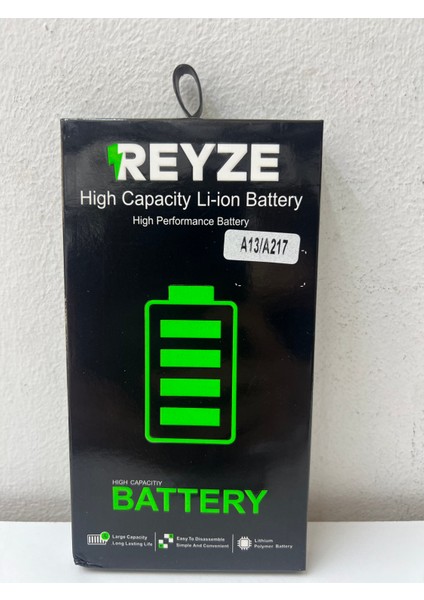 REYZE
High Capacity Li-ion Battery
High Performance Battery
A13/A217
HIGH CAPACITIY
BATTERY
Large Capacity
Long Lasting Life
Easy To Disassemble
Simple And Convenient
Lithium
Polymer Battery